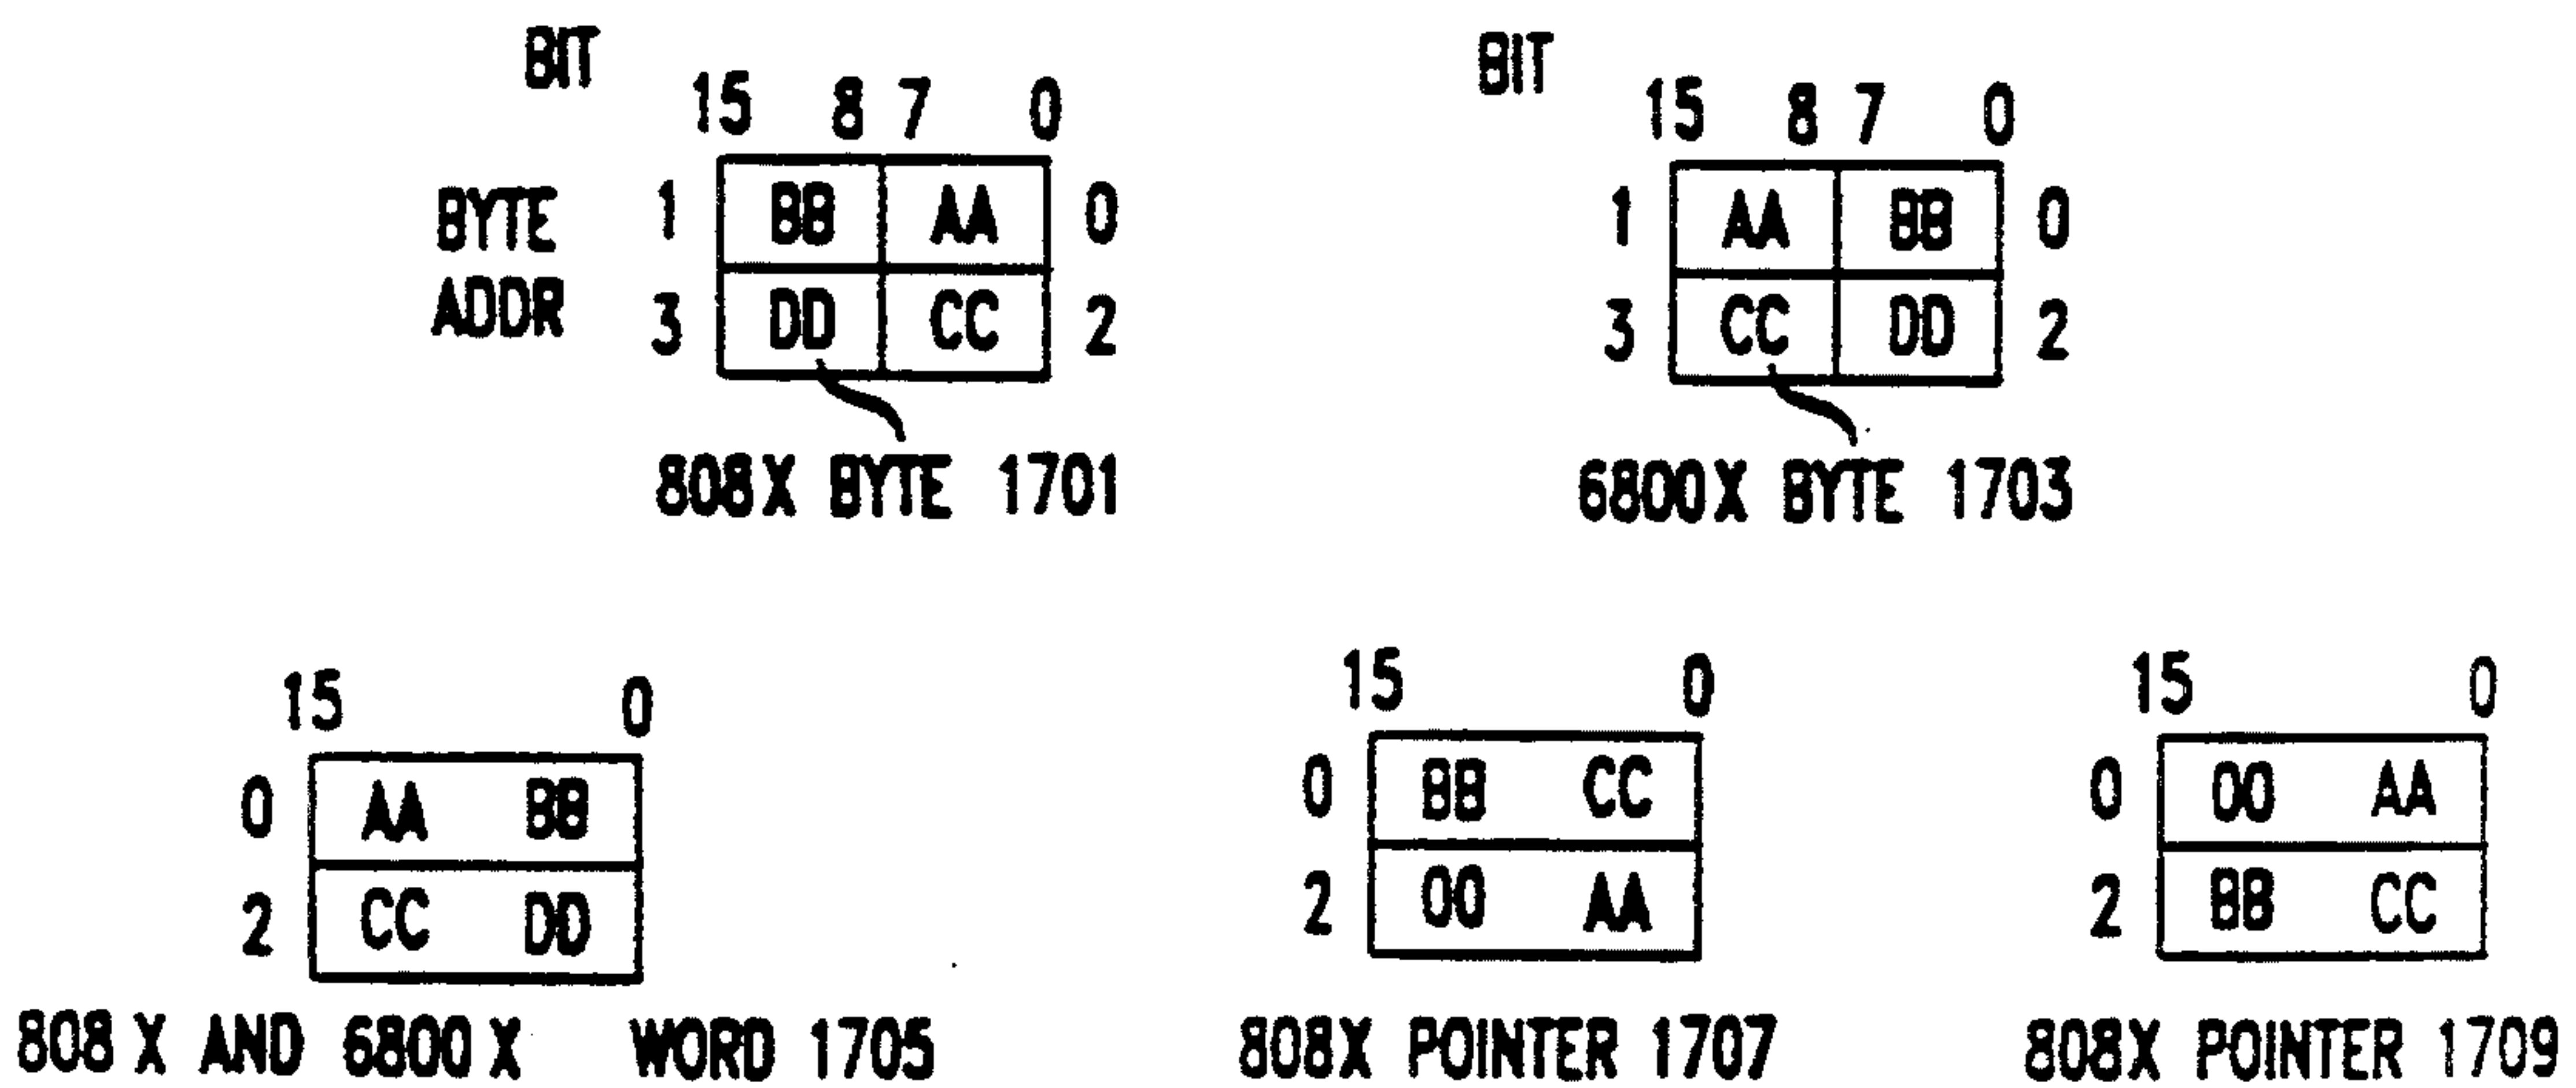 BIT
15 8 7 0
BYTE ADDR
1 BB AA 0
3 DD CC 2
808X BYTE 1701
BIT
15 8 7 0
1 AA BB 0
3 CC DD 2
6800X BYTE 1703
15 0
0 AA BB
2 CC DD
808X AND 6800X WORD 1705
15 0
0 BB CC
2 00 AA
808X POINTER 1707
15 0
0 00 AA
2 BB CC
808X POINTER 1709